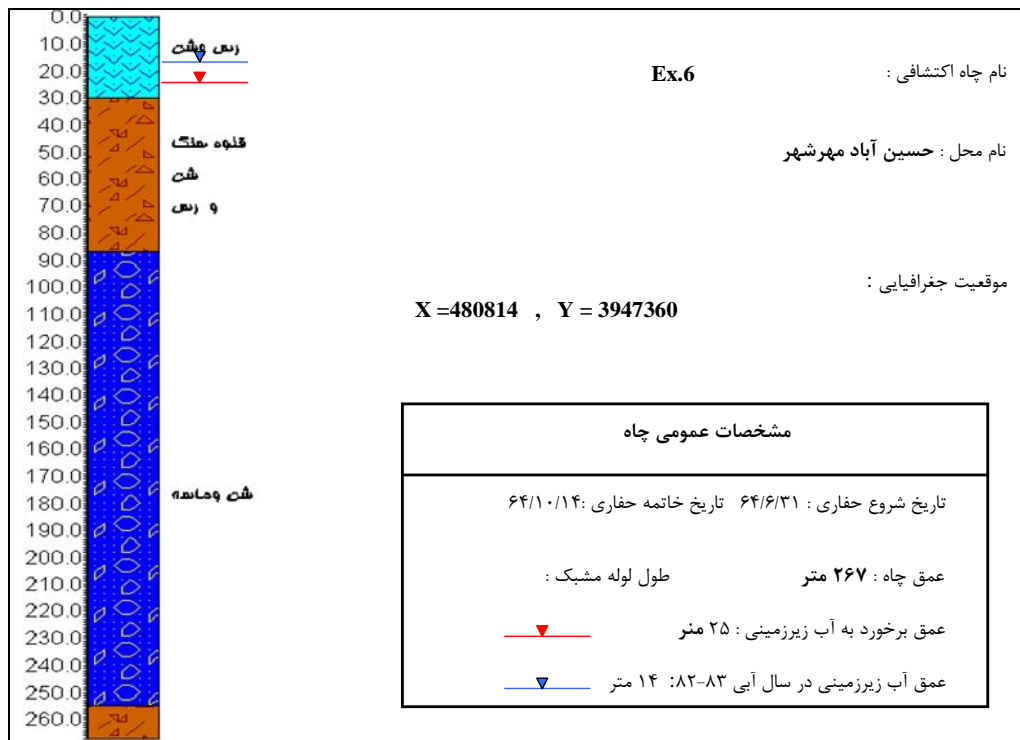 0.0
10.0
20.0
30.0
40.0
50.0
60.0
70.0
80.0
90.0
100.0
110.0
120.0
130.0
140.0
150.0
160.0
170.0
180.0
190.0
200.0
210.0
220.0
230.0
240.0
250.0
260.0
رس وشن
قلوه سنگ
شن
و رس
شن وماسه
نام چاه اکتشافی : Ex.6
نام محل : حسین آباد مهرشهر
موقعیت جغرافیایی :
X =480814 , Y = 3947360
مشخصات عمومی چاه
تاریخ شروع حفاری : ۶۴/۶/۳۱ تاریخ خاتمه حفاری :۶۴/۱۰/۱۴
عمق چاه : ۲۶۷ متر طول لوله مشبک :
عمق برخورد به آب زیرزمینی : ۲۵ منر
عمق آب زیرزمینی در سال آبی ۸۳-۸۲: ۱۴ متر